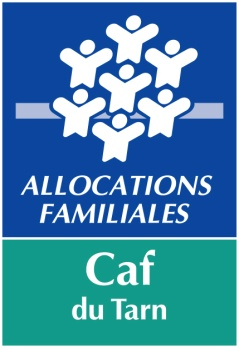 ALLOCATIONS
FAMILIALES
Caf
du Tarn